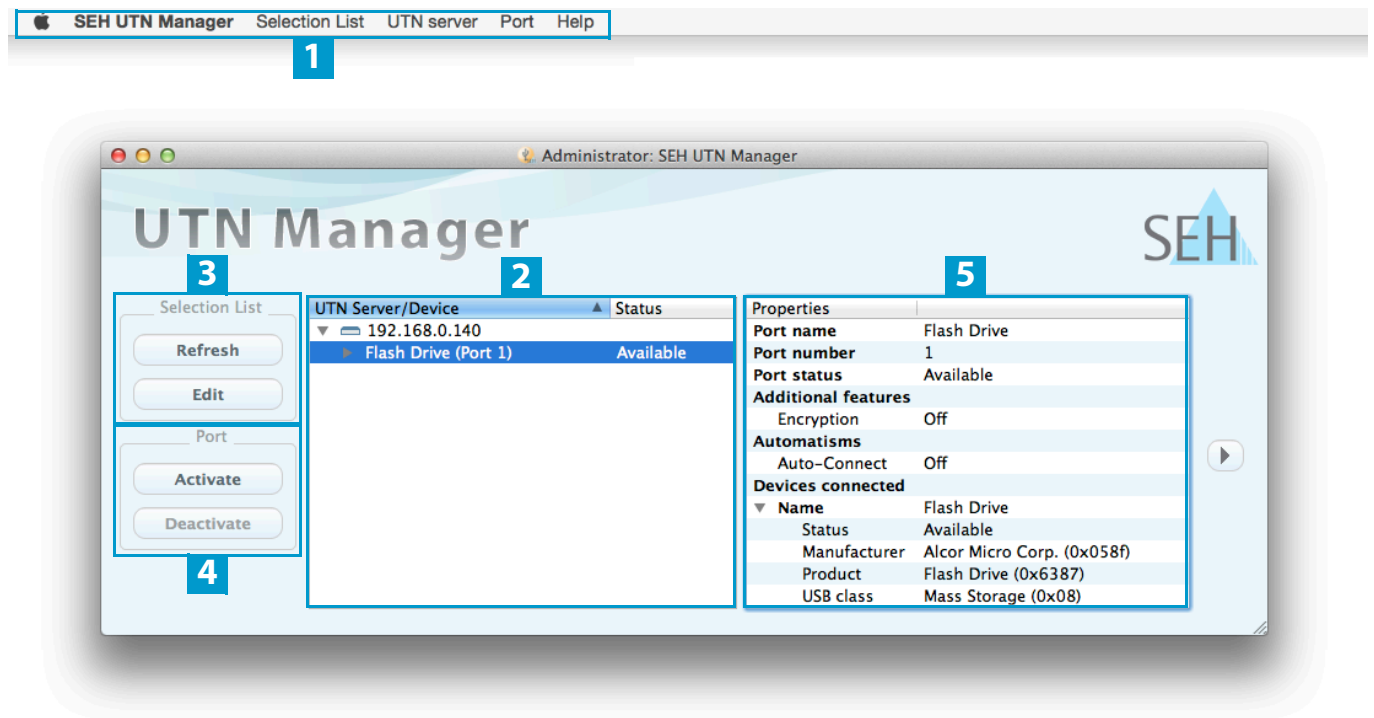 SEH UTN Manager Selection List UTN server Port Help
1
Administrator: SEH UTN Manager
UTN Manager
SEH
3
2
5
Selection List
Refresh
Edit
Port
Activate
Deactivate
4
UTN Server/Device Status
192.168.0.140
Flash Drive (Port 1) Available
Properties
Port name Flash Drive
Port number 1
Port status Available
Additional features
Encryption Off
Automatisms
Auto-Connect Off
Devices connected
Name Flash Drive
Status Available
Manufacturer Alcor Micro Corp. (0x058f)
Product Flash Drive (0x6387)
USB class Mass Storage (0x08)